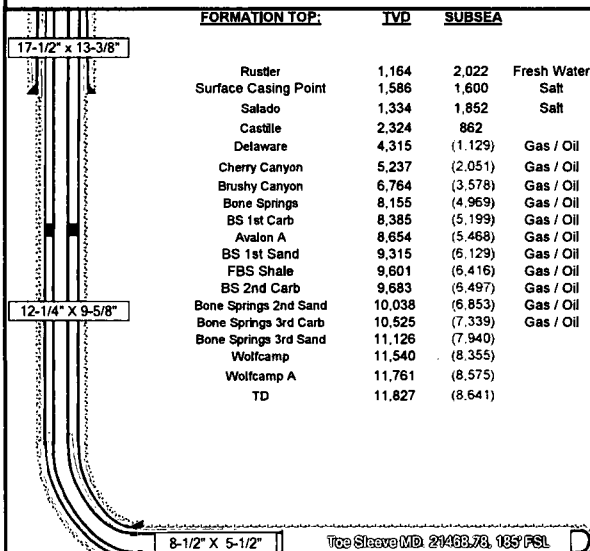 FORMATION TOP: TVD SUBSEA
17-1/2" x 13-3/8"
Rustler 1,164 2,022 Fresh Water
Surface Casing Point 1,586 1,600 Salt
Salado 1,334 1,852 Salt
Castille 2,324 862
Delaware 4,315 (1,129) Gas / Oil
Cherry Canyon 5,237 (2,051) Gas / Oil
Brushy Canyon 6,764 (3,578) Gas / Oil
Bone Springs 8,155 (4,969) Gas / Oil
BS 1st Carb 8,385 (5,199) Gas / Oil
Avalon A 8,654 (5,468) Gas / Oil
BS 1st Sand 9,315 (6,129) Gas / Oil
FBS Shale 9,601 (6,416) Gas / Oil
BS 2nd Carb 9,683 (6,497) Gas / Oil
12-1/4" X 9-5/8"
Bone Springs 2nd Sand 10,038 (6,853) Gas / Oil
Bone Springs 3rd Carb 10,525 (7,339) Gas / Oil
Bone Springs 3rd Sand 11,126 (7,940)
Wolfcamp 11,540 (8,355)
Wolfcamp A 11,761 (8,575)
TD 11,827 (8,641)
8-1/2" X 5-1/2"
Toe Sleeve MD: 21468.78, 185' FSL